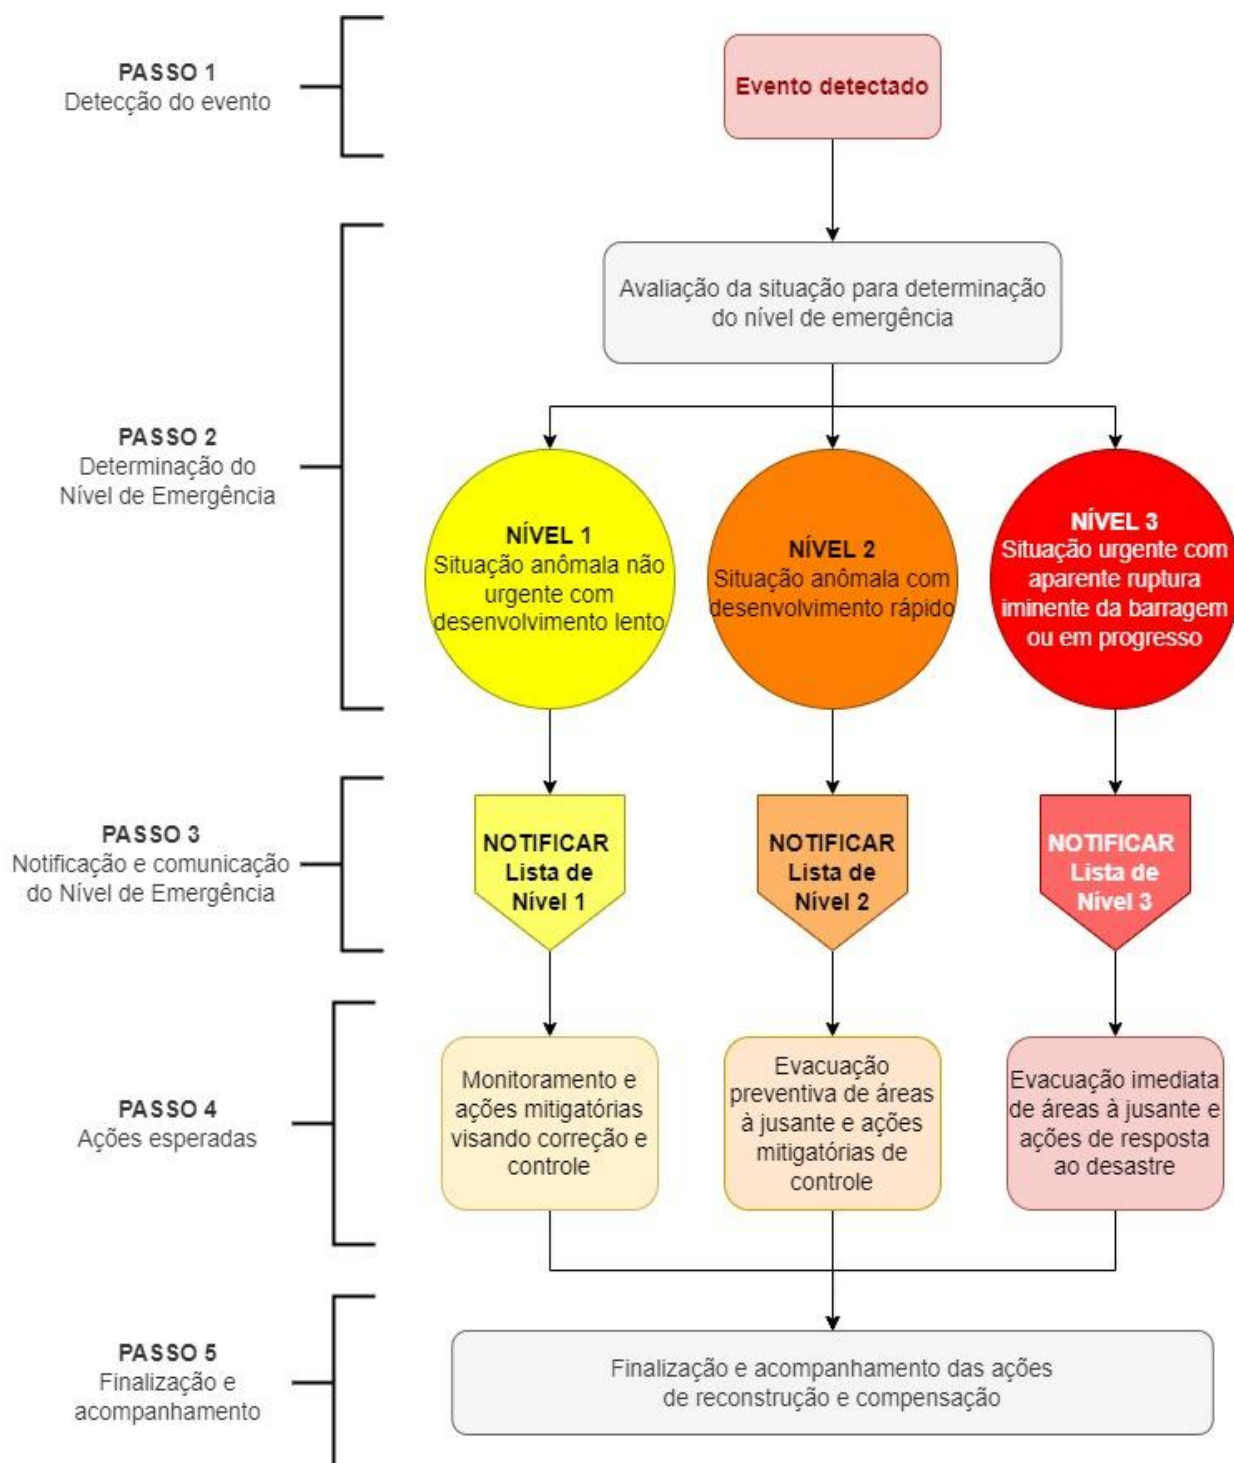 PASSO 1
Detecção do evento
Evento detectado
PASSO 2
Determinação do
Nível de Emergência
Avaliação da situação para determinação
do nível de emergência
NÍVEL 1
Situação anômala não
urgente com
desenvolvimento lento
NÍVEL 2
Situação anômala com
desenvolvimento rápido
NÍVEL 3
Situação urgente com
aparente ruptura
iminente da barragem
ou em progresso
PASSO 3
Notificação e comunicação
do Nível de Emergência
NOTIFICAR
Lista de
Nível 1
NOTIFICAR
Lista de
Nível 2
NOTIFICAR
Lista de
Nível 3
PASSO 4
Ações esperadas
Monitoramento e
ações mitigatórias
visando correção e
controle
Evacuação
preventiva de áreas
à jusante e ações
mitigatórias de
controle
Evacuação imediata
de áreas à jusante e
ações de resposta
ao desastre
PASSO 5
Finalização e
acompanhamento
Finalização e acompanhamento das ações
de reconstrução e compensação